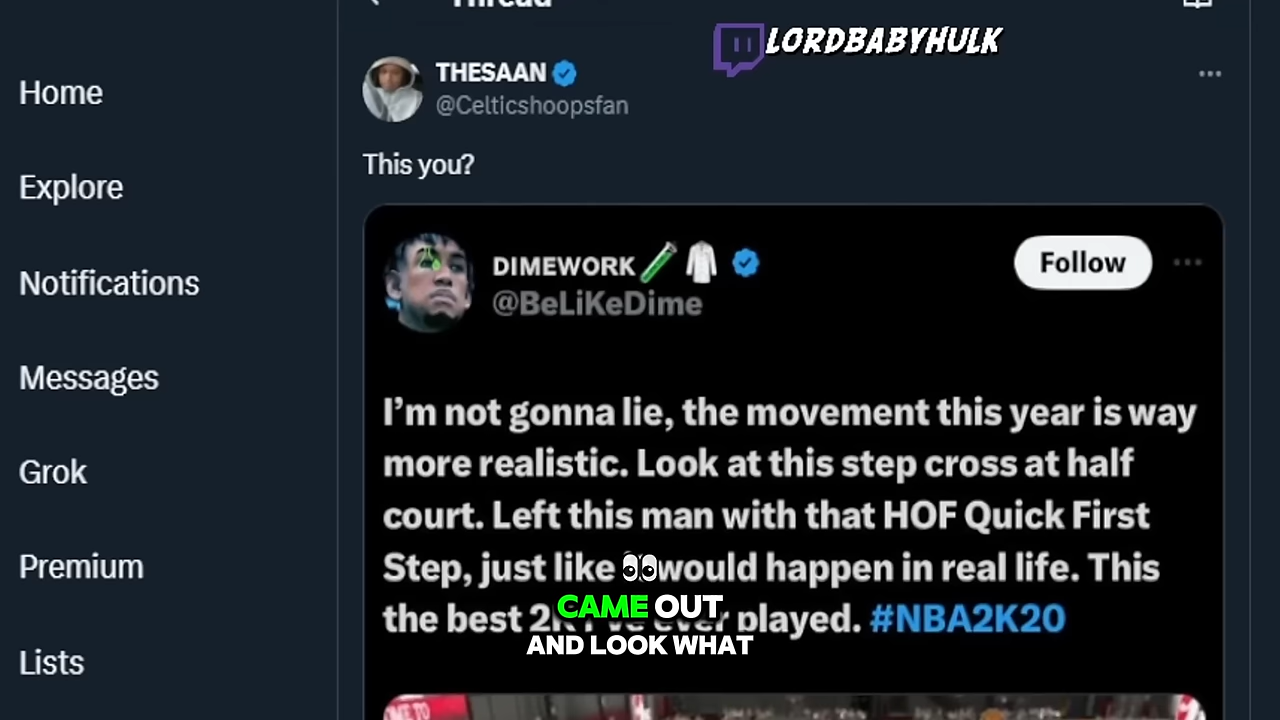 Thread
LORDBABYHULK
Home
THESAAN
@Celticshoopsfan
This you?
Explore
Notifications
Messages
Grok
Premium
Lists
DIMEWORK
@BeLiKeDime
Follow
I'm not gonna lie, the movement this year is way
more realistic. Look at this step cross at half
court. Left this man with that HOF Quick First
Step, just like would happen in real life. This
the best ever played. #NBA2K20
CAME OUT
AND LOOK WHAT